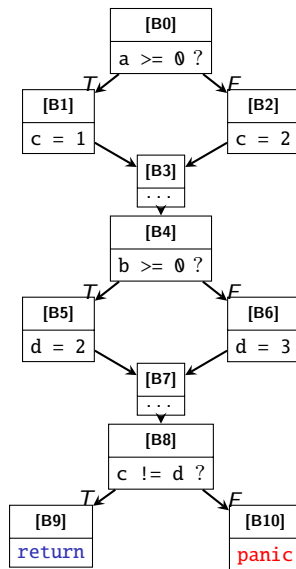 [B0]
a >= 0 ?
T F
[B1] [B2]
c = 1 c = 2
[B3]
...
[B4]
b >= 0 ?
T F
[B5] [B6]
d = 2 d = 3
[B7]
...
[B8]
c != d ?
T F
[B9] [B10]
return panic